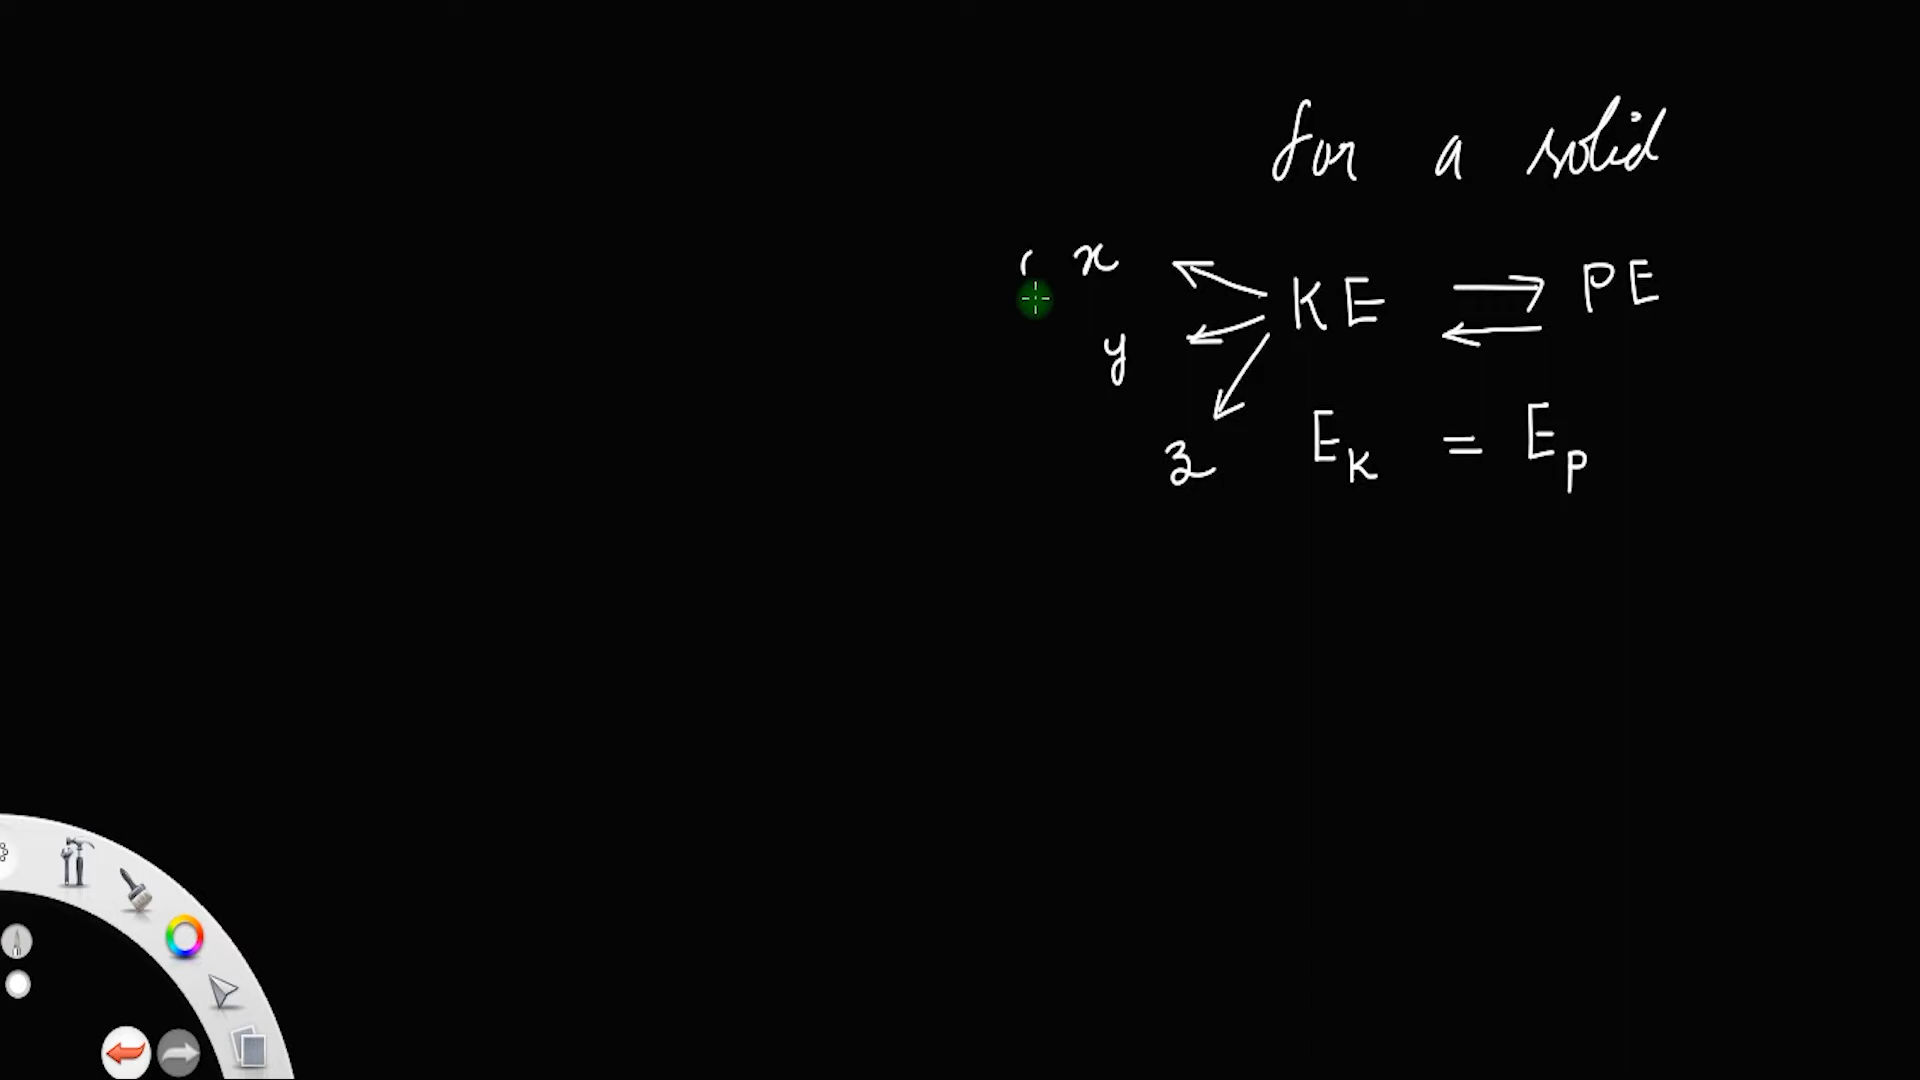 for a solid
x KE ⇌ PE
y
z E_K = E_P